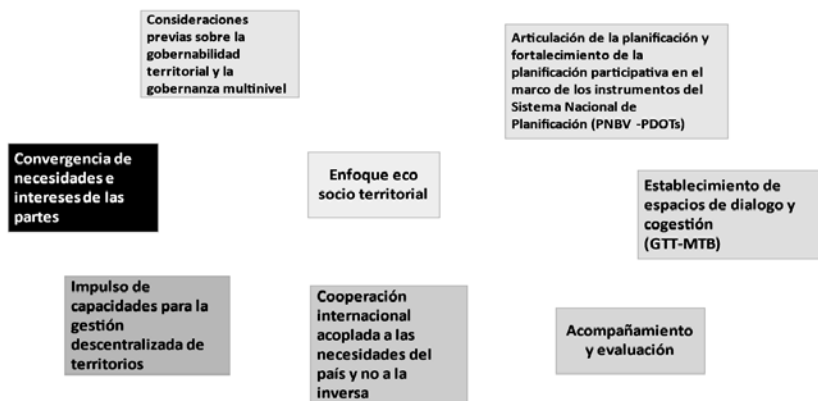 Consideraciones
previas sobre la
gobernabilidad
territorial y la
gobernanza multinivel
Articulación de la planificación y
fortalecimiento de la
planificación participativa en el
marco de los instrumentos del
Sistema Nacional de
Planificación (PNBV -PDOTs)
Convergencia de
necesidades e
intereses de las
partes
Enfoque eco
socio territorial
Establecimiento de
espacios de dialogo y
cogestión
(GTT-MTB)
Impulso de
capacidades para la
gestión
descentralizada de
territorios
Cooperación
internacional
acoplada a las
necesidades del
país y no a la
inversa
Acompañamiento
y evaluación